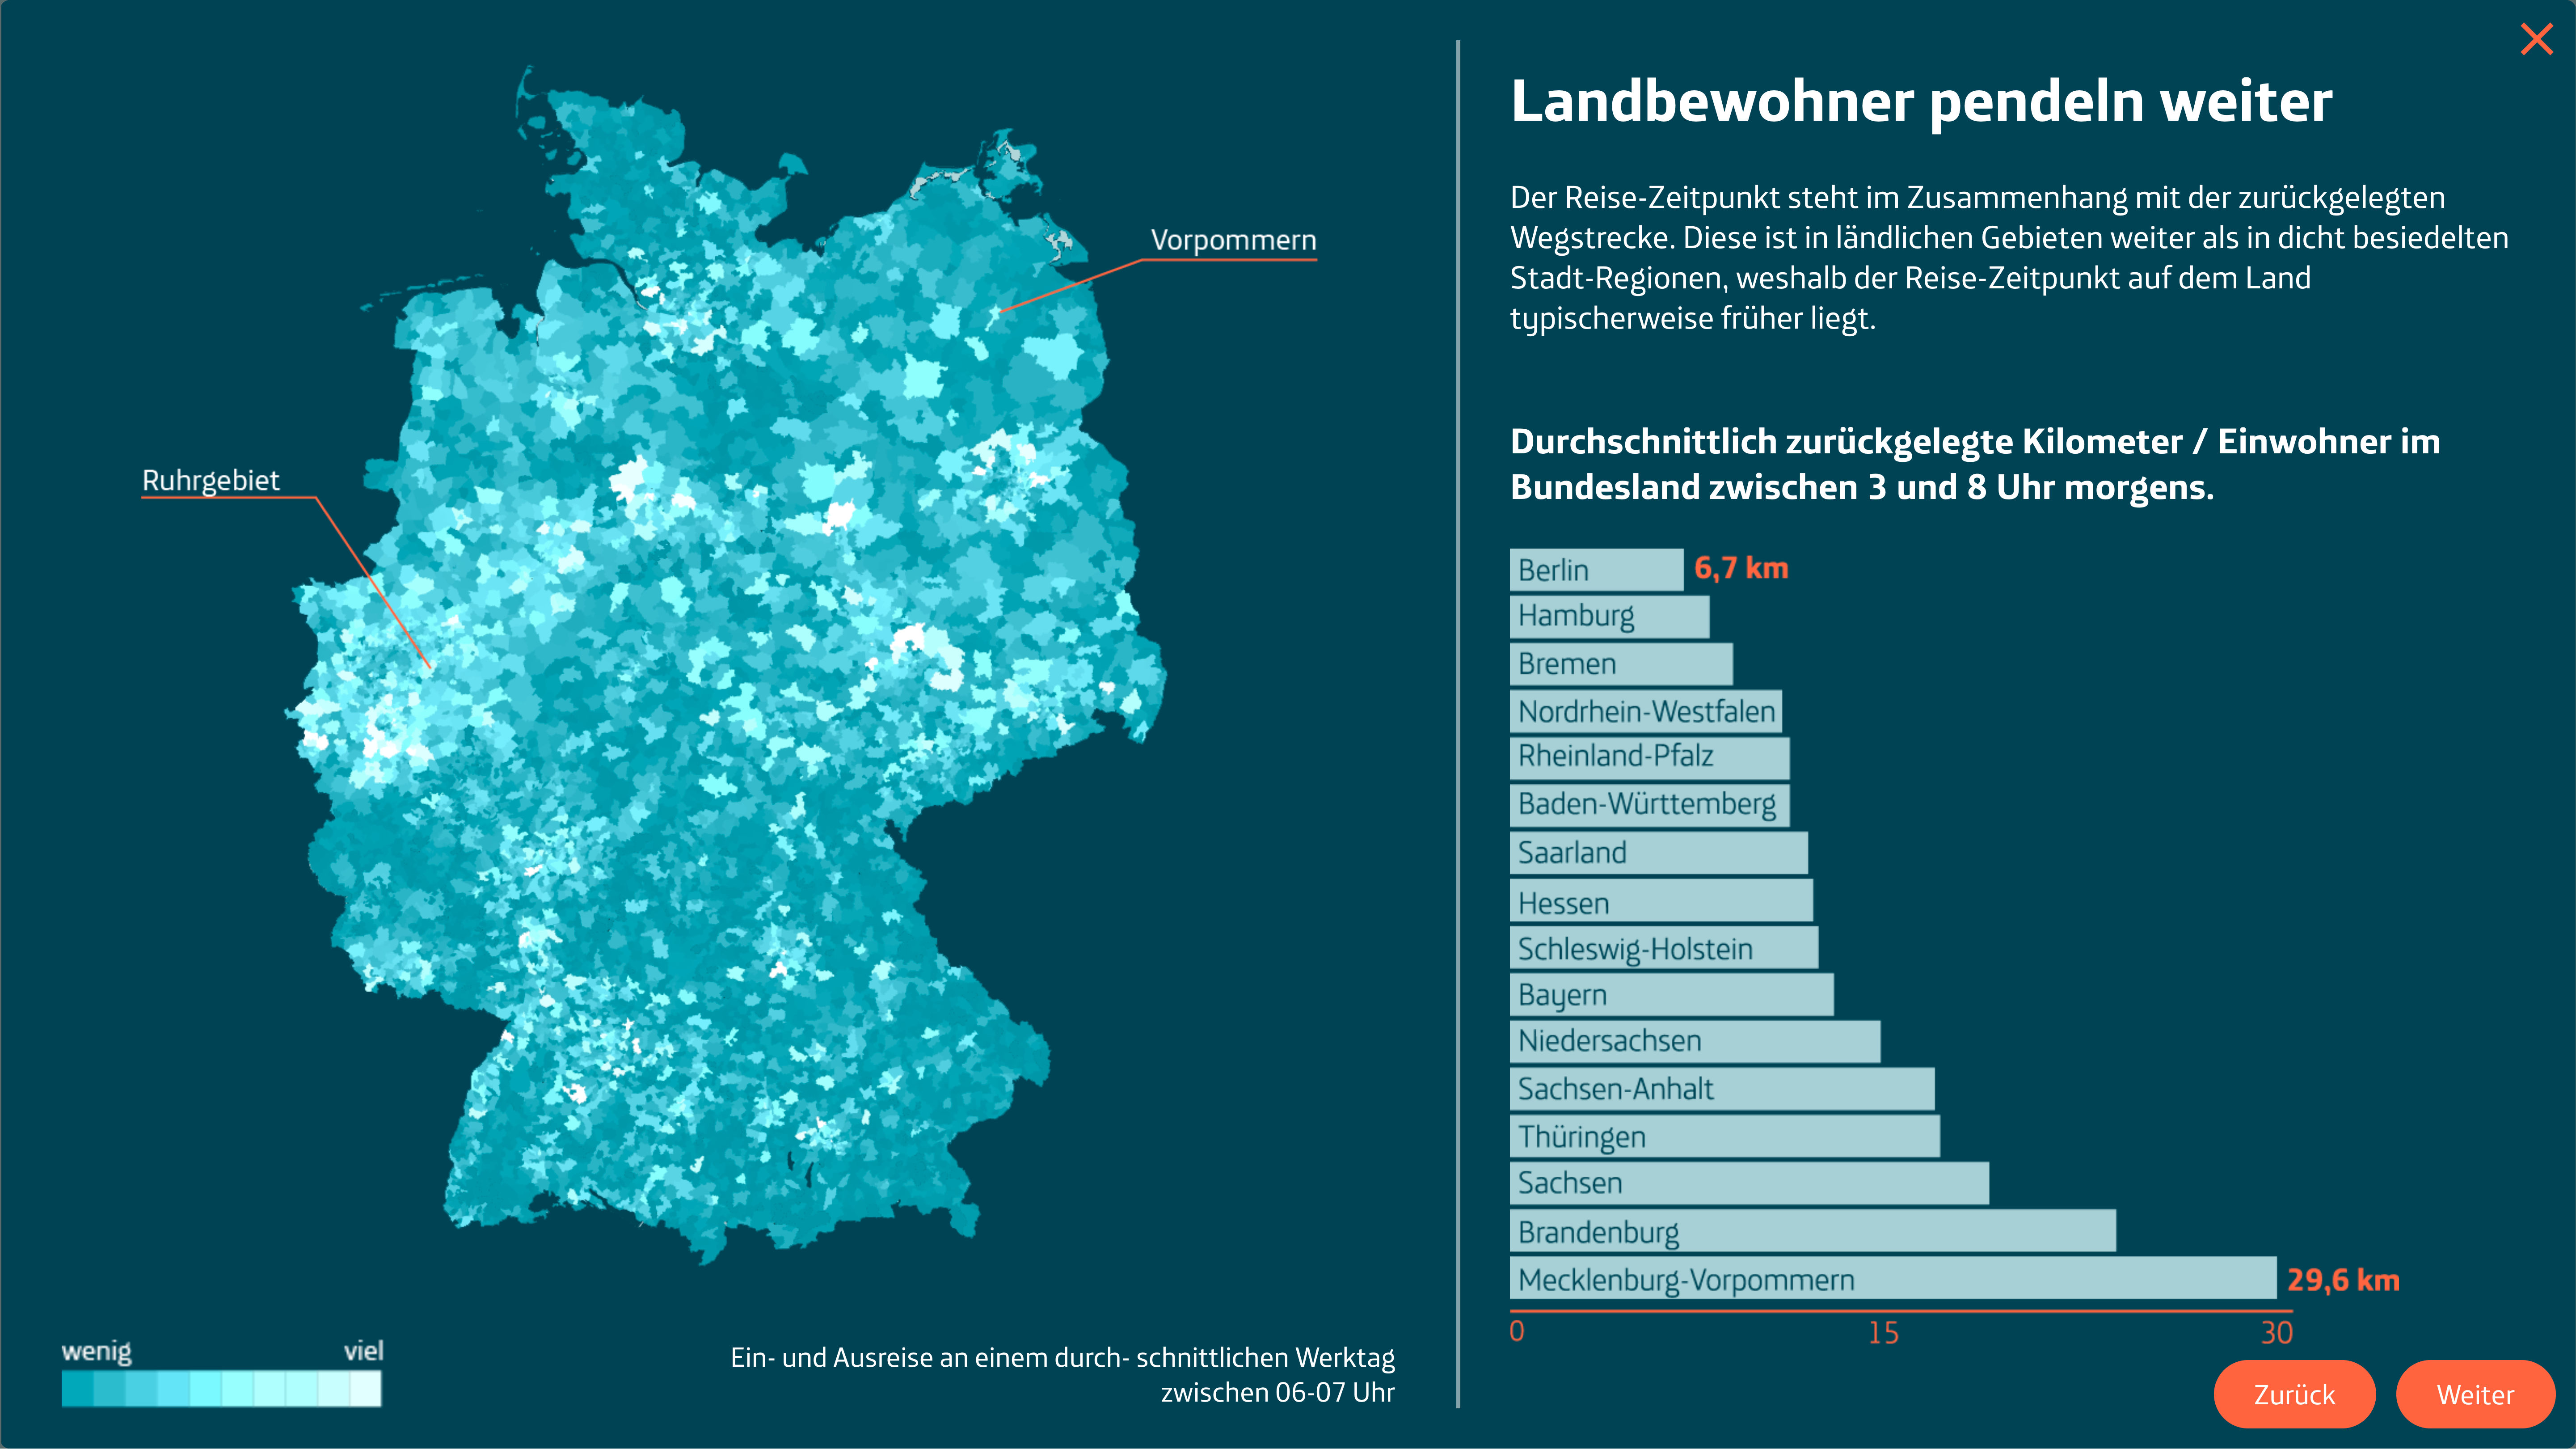 Vorpommern
Ruhrgebiet
wenig
viel
Ein- und Ausreise an einem durch- schnittlichen Werktag
zwischen 06-07 Uhr
Landbewohner pendeln weiter
Der Reise-Zeitpunkt steht im Zusammenhang mit der zurückgelegten
Wegstrecke. Diese ist in ländlichen Gebieten weiter als in dicht besiedelten
Stadt-Regionen, weshalb der Reise-Zeitpunkt auf dem Land
typischerweise früher liegt.
Durchschnittlich zurückgelegte Kilometer / Einwohner im
Bundesland zwischen 3 und 8 Uhr morgens.
Berlin 6,7 km
Hamburg
Bremen
Nordrhein-Westfalen
Rheinland-Pfalz
Baden-Württemberg
Saarland
Hessen
Schleswig-Holstein
Bayern
Niedersachsen
Sachsen-Anhalt
Thüringen
Sachsen
Brandenburg
Mecklenburg-Vorpommern 29,6 km
0 15 30
Zurück
Weiter